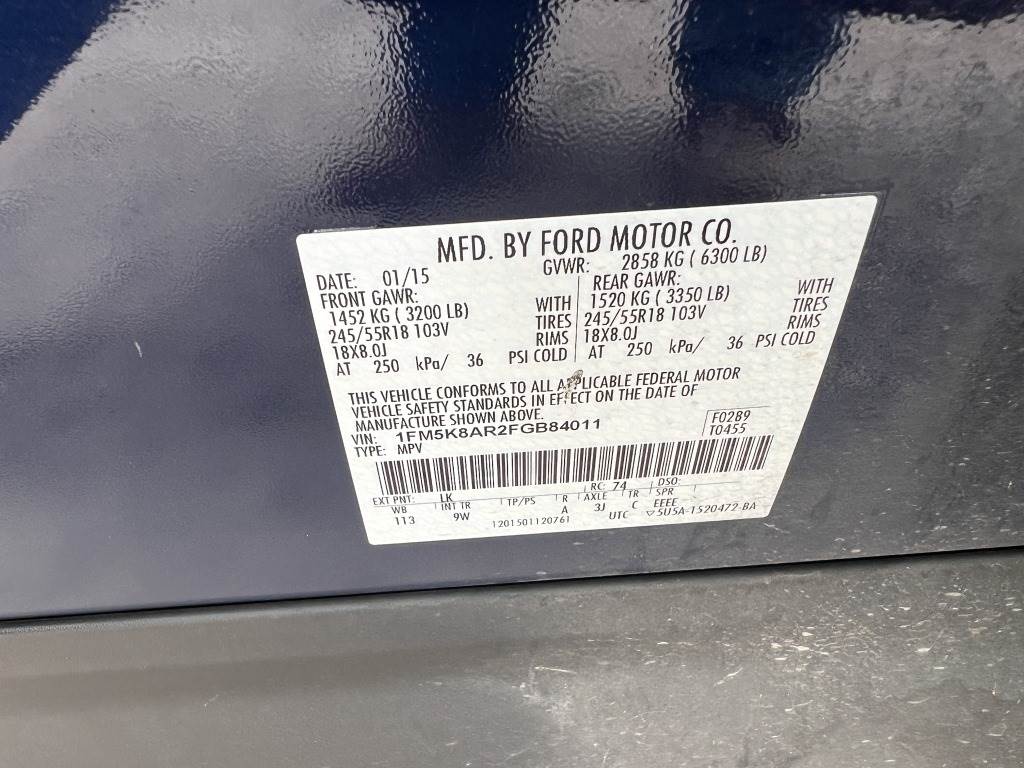 MFD. BY FORD MOTOR CO.
DATE: 01/15 GVWR: 2858 KG ( 6300 LB)
FRONT GAWR: REAR GAWR:
1452 KG ( 3200 LB) WITH 1520 KG ( 3350 LB) WITH
245/55R18 103V TIRES 245/55R18 103V TIRES
18X8.0J RIMS 18X8.0J RIMS
AT 250 kPa/ 36 PSI COLD AT 250 kPa/ 36 PSI COLD
THIS VEHICLE CONFORMS TO ALL APPLICABLE FEDERAL MOTOR
VEHICLE SAFETY STANDARDS IN EFFECT ON THE DATE OF
MANUFACTURE SHOWN ABOVE.
VIN: 1FM5K8AR2FGB84011 F0289
TYPE: MPV T0455
EXT PNT: LK RC: 74 DSO:
WB INT TR TP/PS R AXLE TR SPR
113 9W A 3J C EEEE
1201501120761 UTC ▽5U5A-1520472-BA